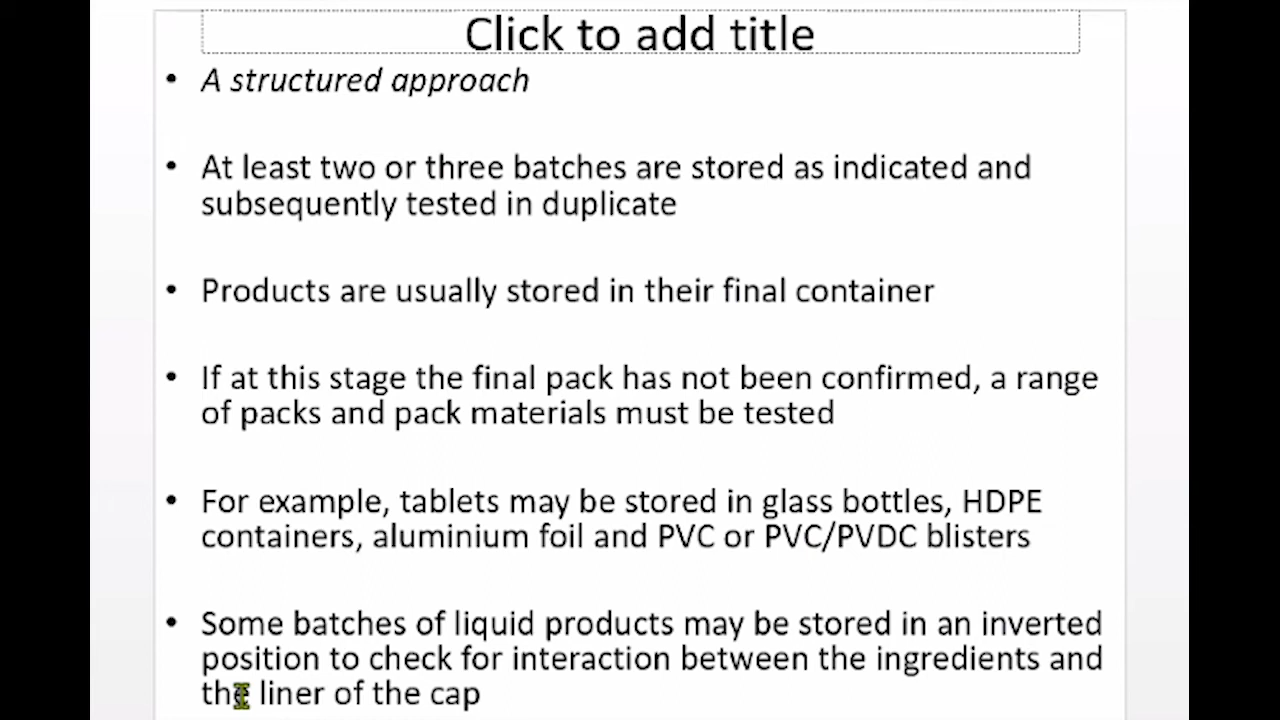 Click to add title
• A structured approach
• At least two or three batches are stored as indicated and
subsequently tested in duplicate
• Products are usually stored in their final container
• If at this stage the final pack has not been confirmed, a range
of packs and pack materials must be tested
• For example, tablets may be stored in glass bottles, HDPE
containers, aluminium foil and PVC or PVC/PVDC blisters
• Some batches of liquid products may be stored in an inverted
position to check for interaction between the ingredients and
the liner of the cap